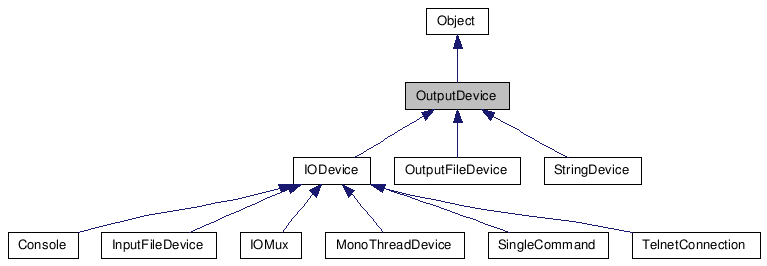 Object
OutputDevice
IODevice
OutputFileDevice
StringDevice
Console
InputFileDevice
IOMux
MonoThreadDevice
SingleCommand
TelnetConnection